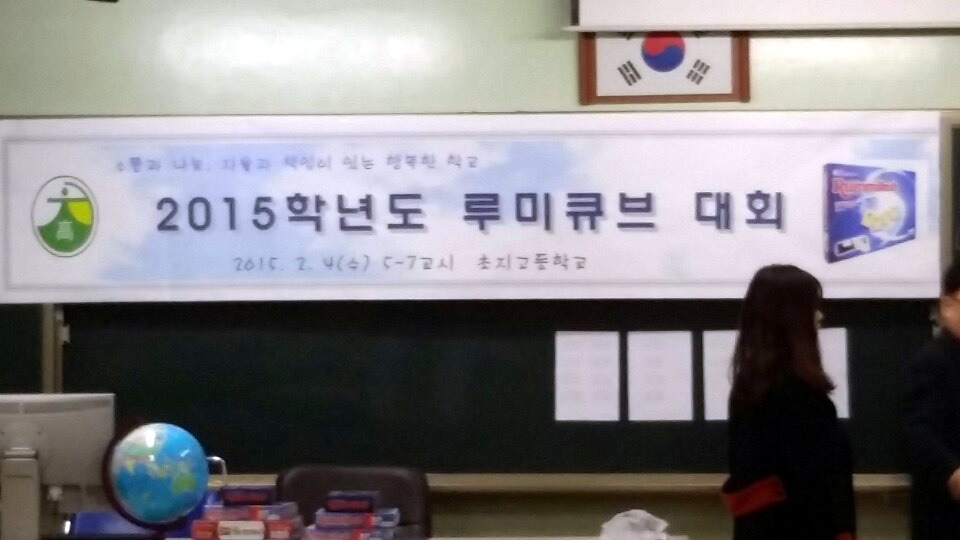 소통과 나눔, 자율과 책임이 있는 행복한 학교
2015학년도 루미큐브 대회
2015. 2. 4(수) 5-7교시 초지고등학교
高
Rummikub